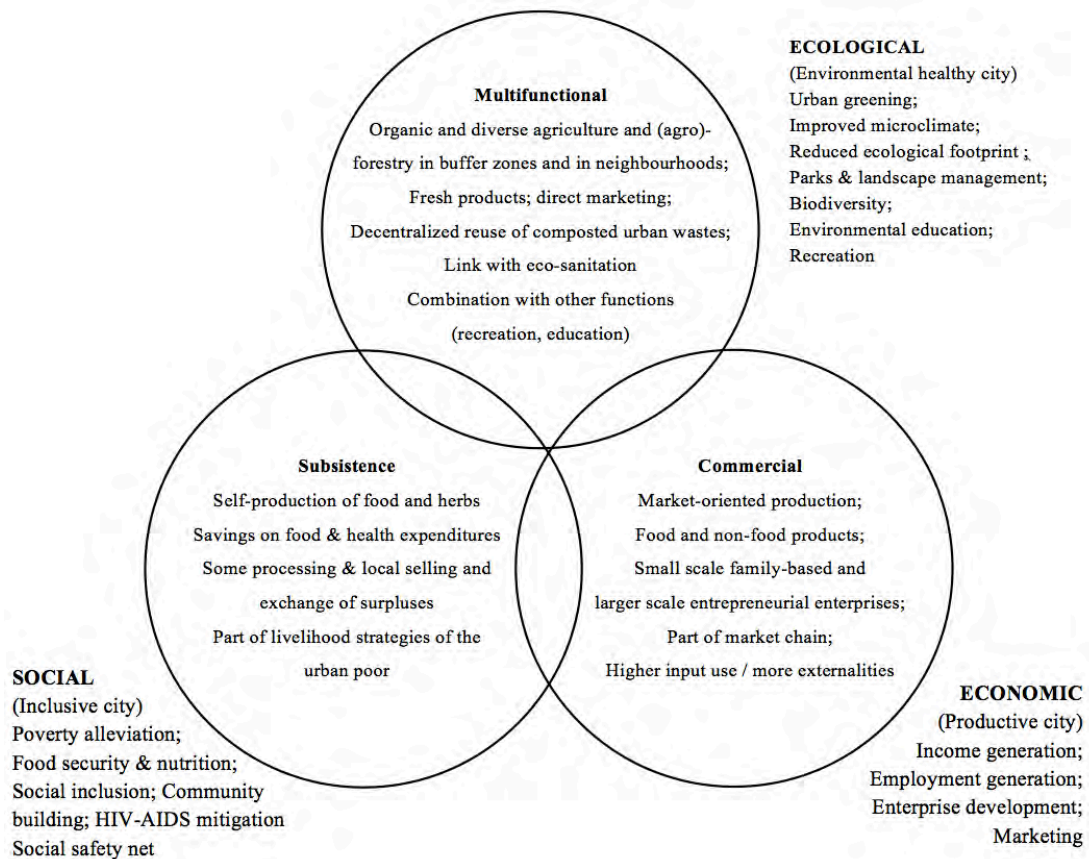 ECOLOGICAL
(Environmental healthy city)
Urban greening;
Improved microclimate;
Reduced ecological footprint ;
Parks & landscape management;
Biodiversity;
Environmental education;
Recreation
Multifunctional
Organic and diverse agriculture and (agro)-
forestry in buffer zones and in neighbourhoods;
Fresh products; direct marketing;
Decentralized reuse of composted urban wastes;
Link with eco-sanitation
Combination with other functions
(recreation, education)
Subsistence
Self-production of food and herbs
Savings on food & health expenditures
Some processing & local selling and
exchange of surpluses
Part of livelihood strategies of the
urban poor
Commercial
Market-oriented production;
Food and non-food products;
Small scale family-based and
larger scale entrepreneurial enterprises;
Part of market chain;
Higher input use / more externalities
SOCIAL
(Inclusive city)
Poverty alleviation;
Food security & nutrition;
Social inclusion; Community
building; HIV-AIDS mitigation
Social safety net
ECONOMIC
(Productive city)
Income generation;
Employment generation;
Enterprise development;
Marketing